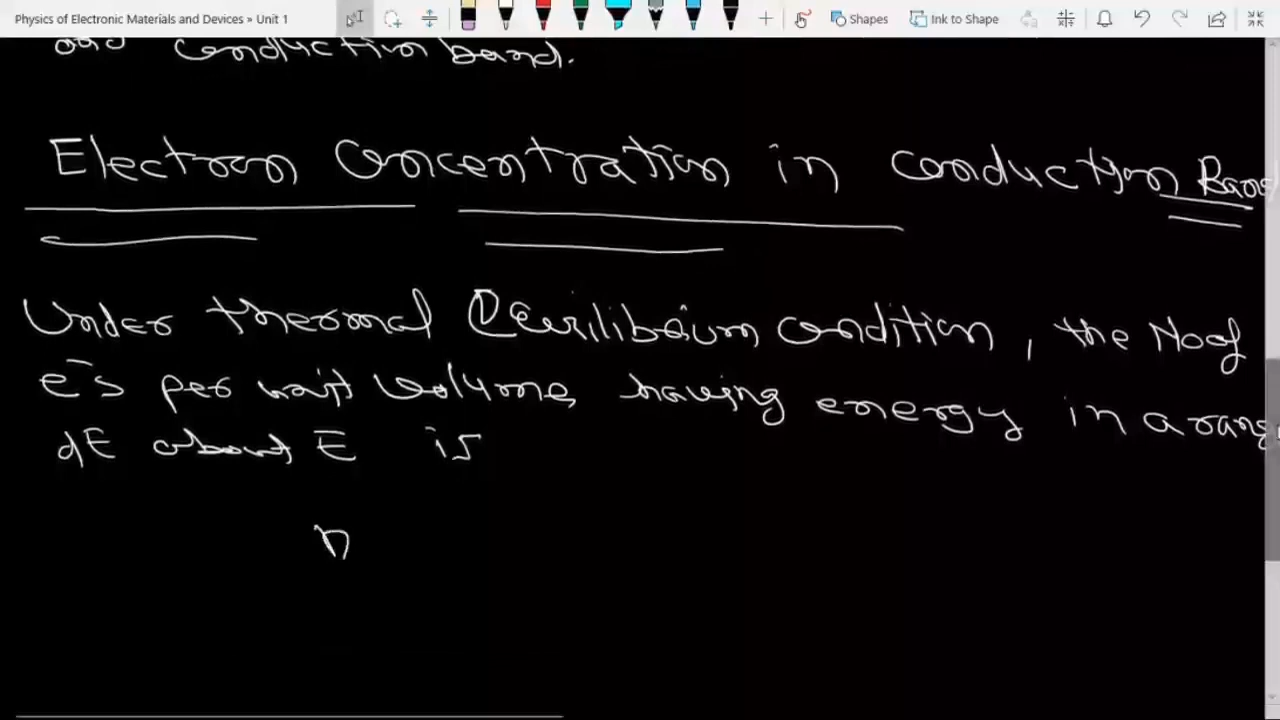 Physics of Electronic Materials and Devices » Unit 1
Shapes
Ink to Shape
and conduction band.
Electron Concentration in conduction Band
Under thermal Equilibrium condition, the No of
e⁻s per unit volume having energy in a range
dE about E is
n